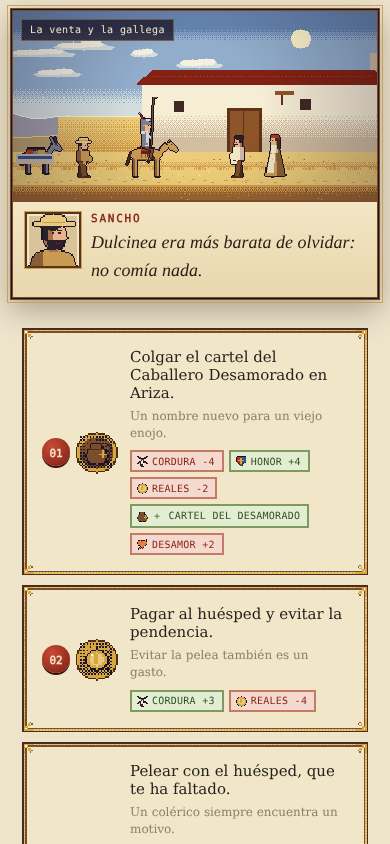 La venta y la gallega
SANCHO
Dulcinea era más barata de olvidar:
no comía nada.
Colgar el cartel del
Caballero Desamorado en
Ariza.
Un nombre nuevo para un viejo
enojo.
01
CORDURA -4
HONOR +4
REALES -2
+ CARTEL DEL DESAMORADO
DESAMOR +2
Pagar al huésped y evitar la
pendencia.
02
Evitar la pelea también es un
gasto.
CORDURA +3
REALES -4
Pelear con el huésped, que
te ha faltado.
Un colérico siempre encuentra un
motivo.